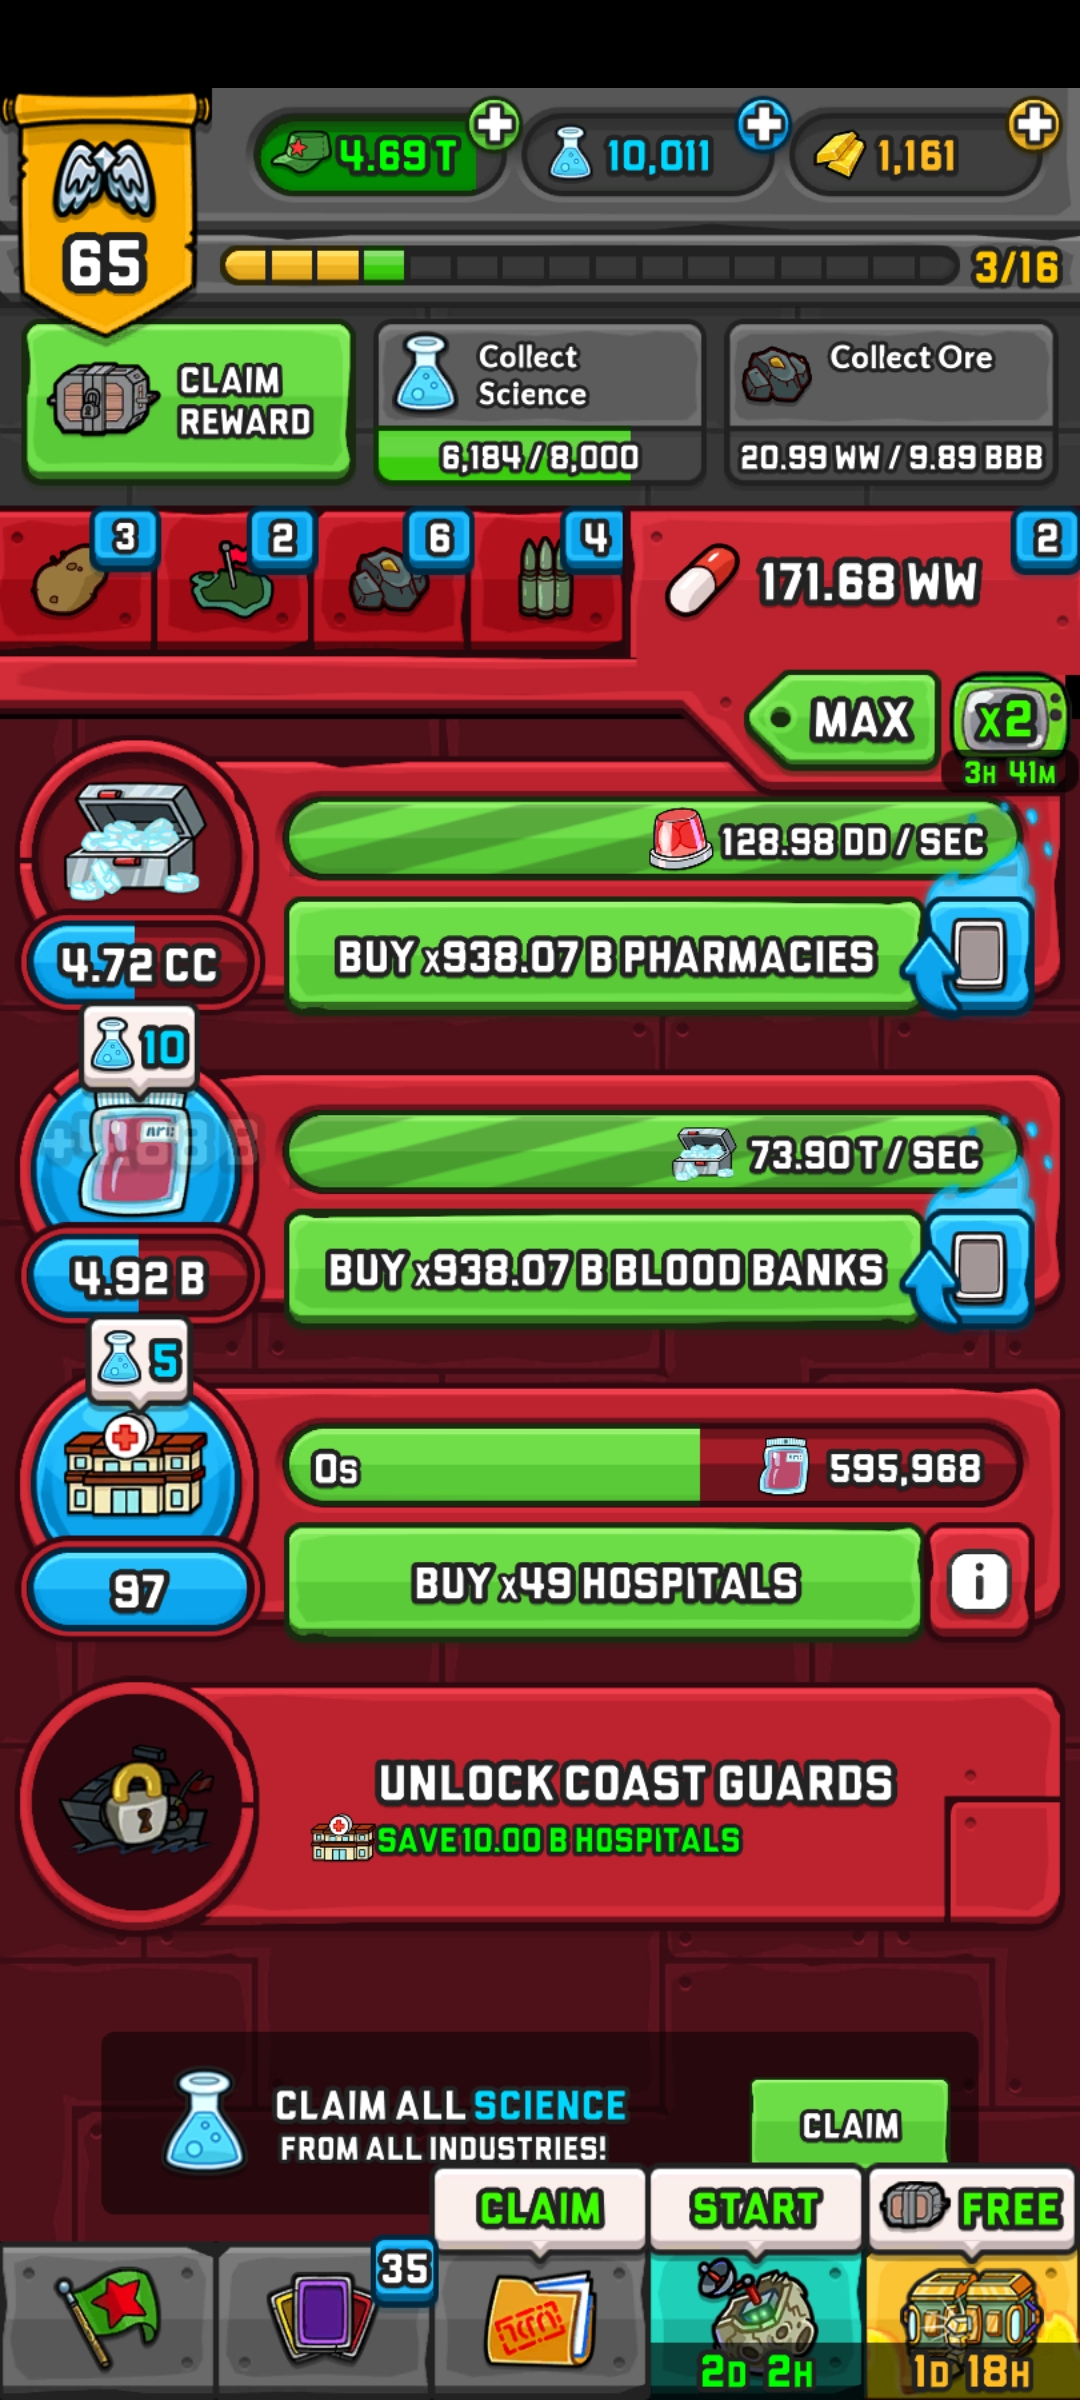 4.69 T
10,011
1,161
65
3/16
CLAIM
REWARD
Collect
Science
6,184 / 8,000
Collect Ore
20.99 WW / 9.89 BBB
3
2
6
4
171.68 WW
2
MAX
x2
3H 41M
128.98 DD / SEC
BUY x938.07 B PHARMACIES
4.72 CC
10
73.90 T / SEC
BUY x938.07 B BLOOD BANKS
4.92 B
5
0s
595,968
BUY x49 HOSPITALS
i
97
UNLOCK COAST GUARDS
SAVE 10.00 B HOSPITALS
CLAIM ALL SCIENCE
FROM ALL INDUSTRIES!
CLAIM
CLAIM
START
FREE
35
2D 2H
1D 18H